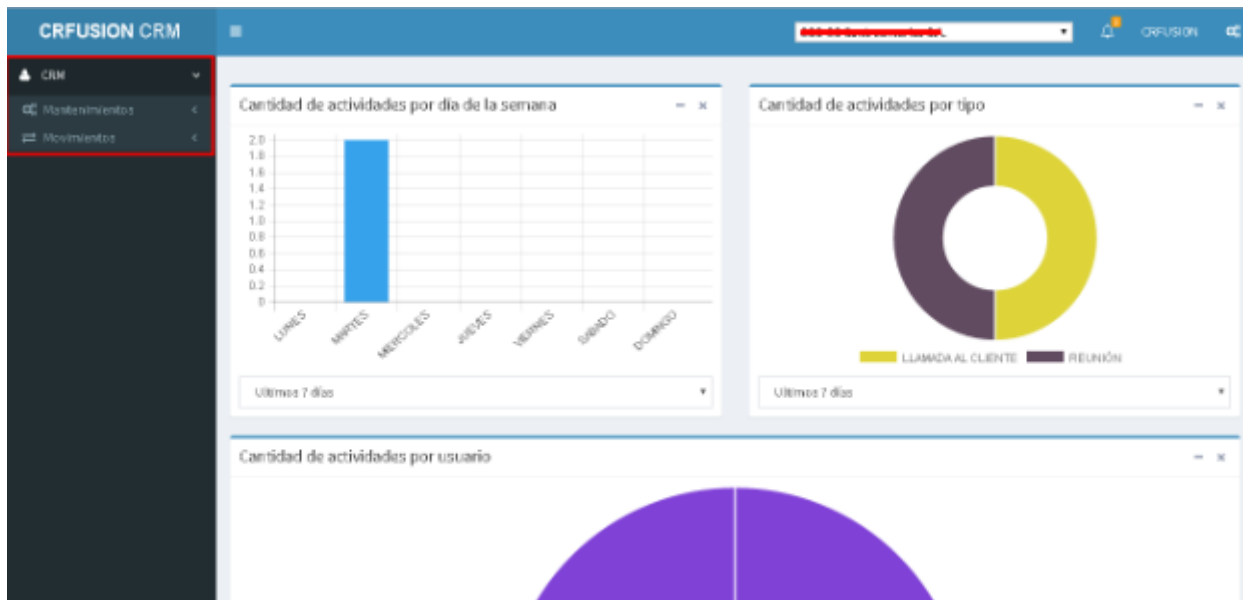 CRFUSION CRM
CRFUSION
CRM
Mantenimientos
Movimientos
Cantidad de actividades por día de la semana
2.0
1.8
1.6
1.4
1.2
1.0
0.8
0.6
0.4
0.2
0
LUNES
MARTES
MIERCOLES
JUEVES
VIERNES
SABADO
DOMINGO
Ultimos 7 días
Cantidad de actividades por tipo
LLAMADA AL CLIENTE
REUNIÓN
Ultimos 7 días
Cantidad de actividades por usuario